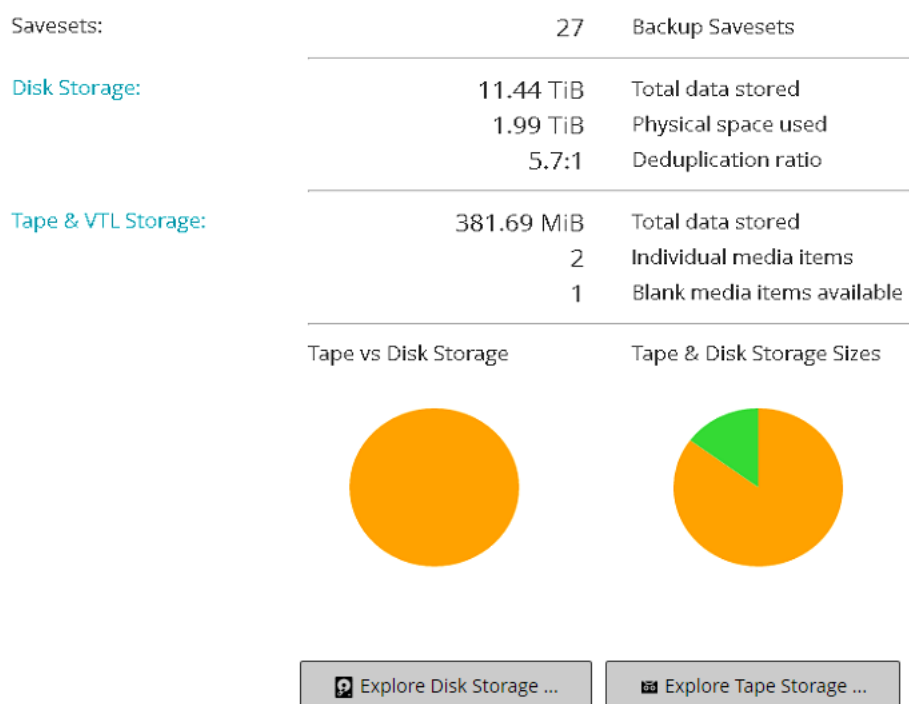 Savesets:
27 Backup Savesets
Disk Storage:
11.44 TiB Total data stored
1.99 TiB Physical space used
5.7:1 Deduplication ratio
Tape & VTL Storage:
381.69 MiB Total data stored
2 Individual media items
1 Blank media items available
Tape vs Disk Storage
Tape & Disk Storage Sizes
Explore Disk Storage ...
Explore Tape Storage ...